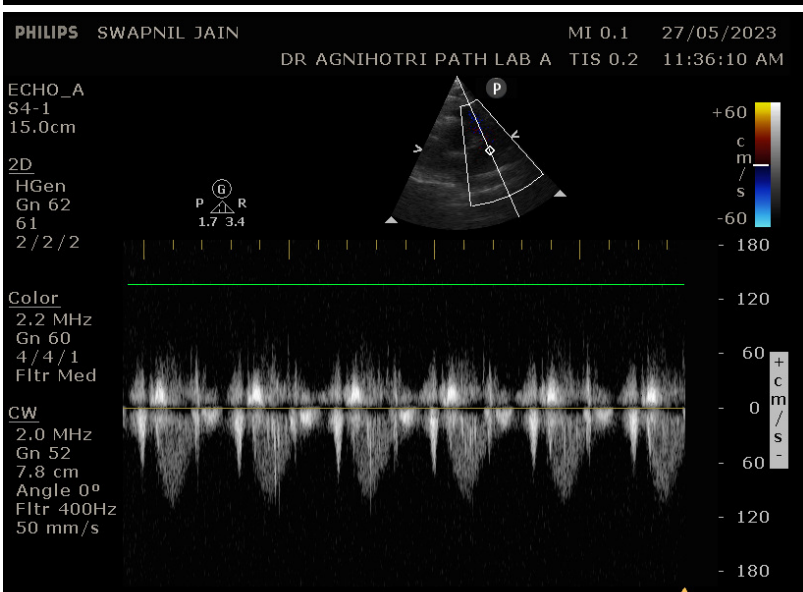 PHILIPS SWAPNIL JAIN MI 0.1 27/05/2023
DR AGNIHOTRI PATH LAB A TIS 0.2 11:36:10 AM
ECHO_A
S4-1
15.0cm
2D
HGen
Gn 62
61
2/2/2
Color
2.2 MHz
Gn 60
4/4/1
Fltr Med
CW
2.0 MHz
Gn 52
7.8 cm
Angle 0º
Fltr 400Hz
50 mm/s
G
P R
1.7 3.4
P
+60
cm/s
-60
- 180
- 120
- 60
- 0
- 60
- 120
- 180
+
cm/s
-